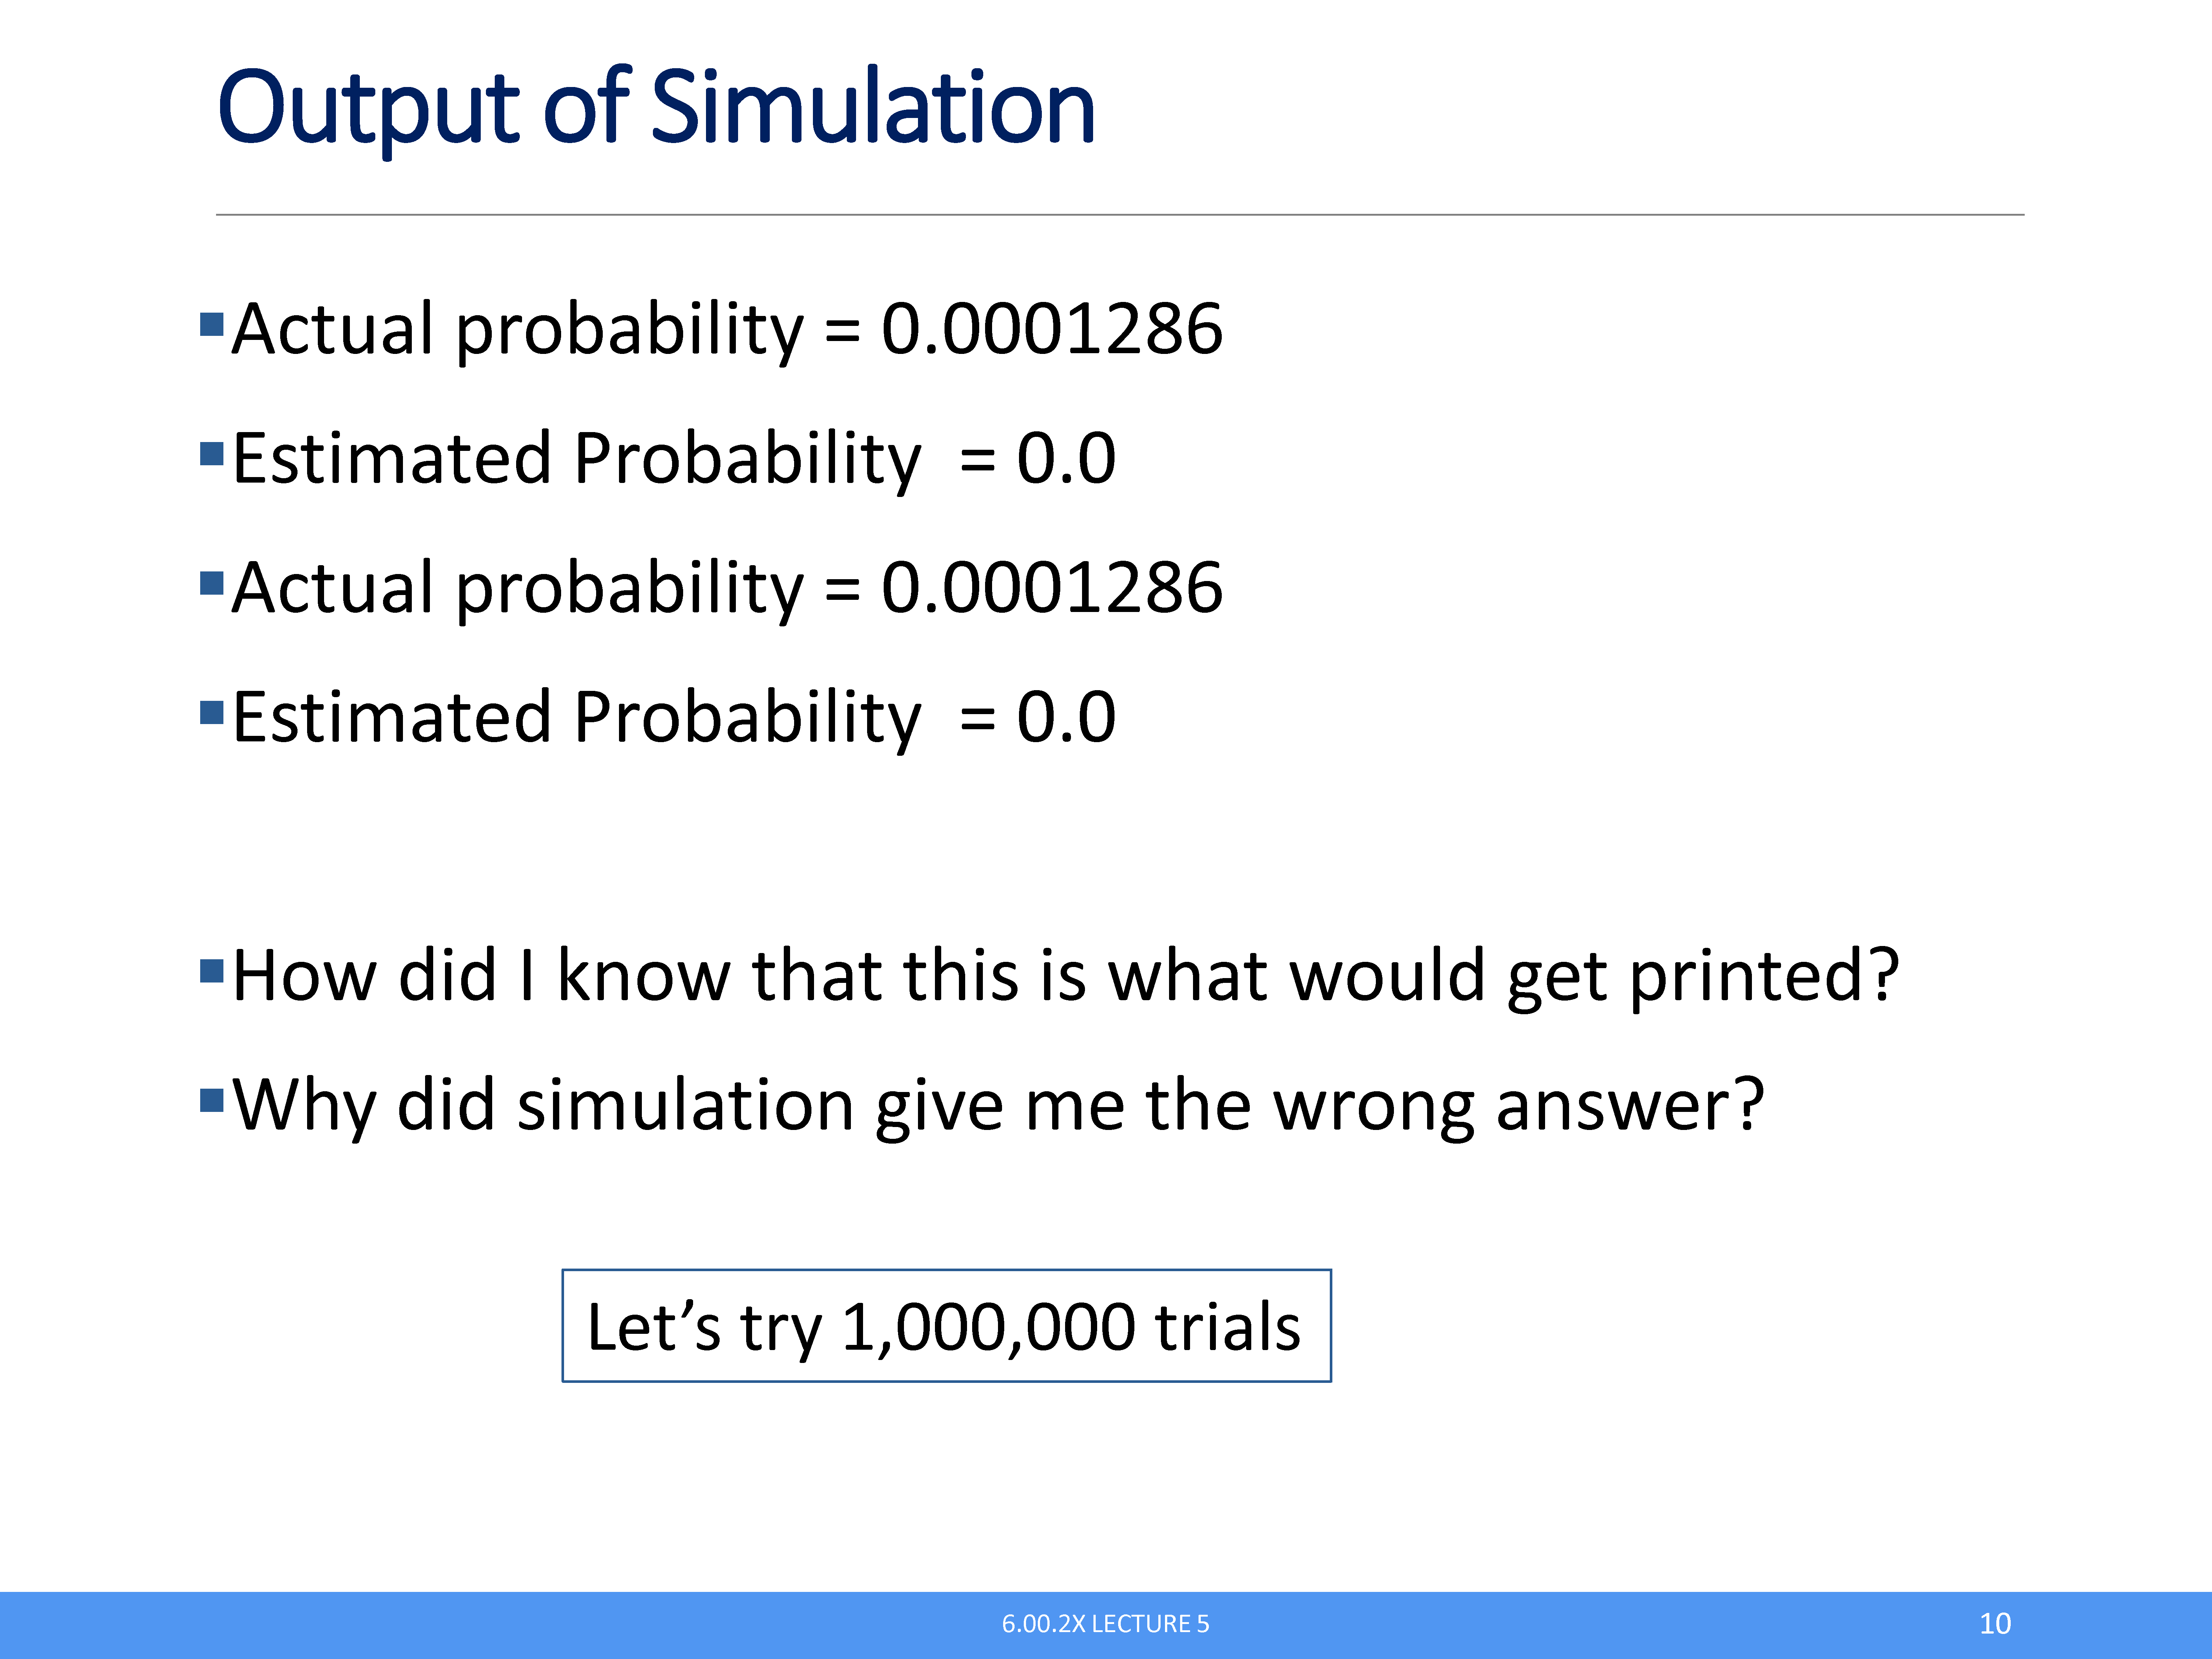 Output of Simulation
▪Actual probability = 0.0001286
▪Estimated Probability  = 0.0
▪Actual probability = 0.0001286
▪Estimated Probability  = 0.0
▪How did I know that this is what would get printed?
▪Why did simulation give me the wrong answer?
Let’s try 1,000,000 trials
6.00.2X LECTURE 5
10